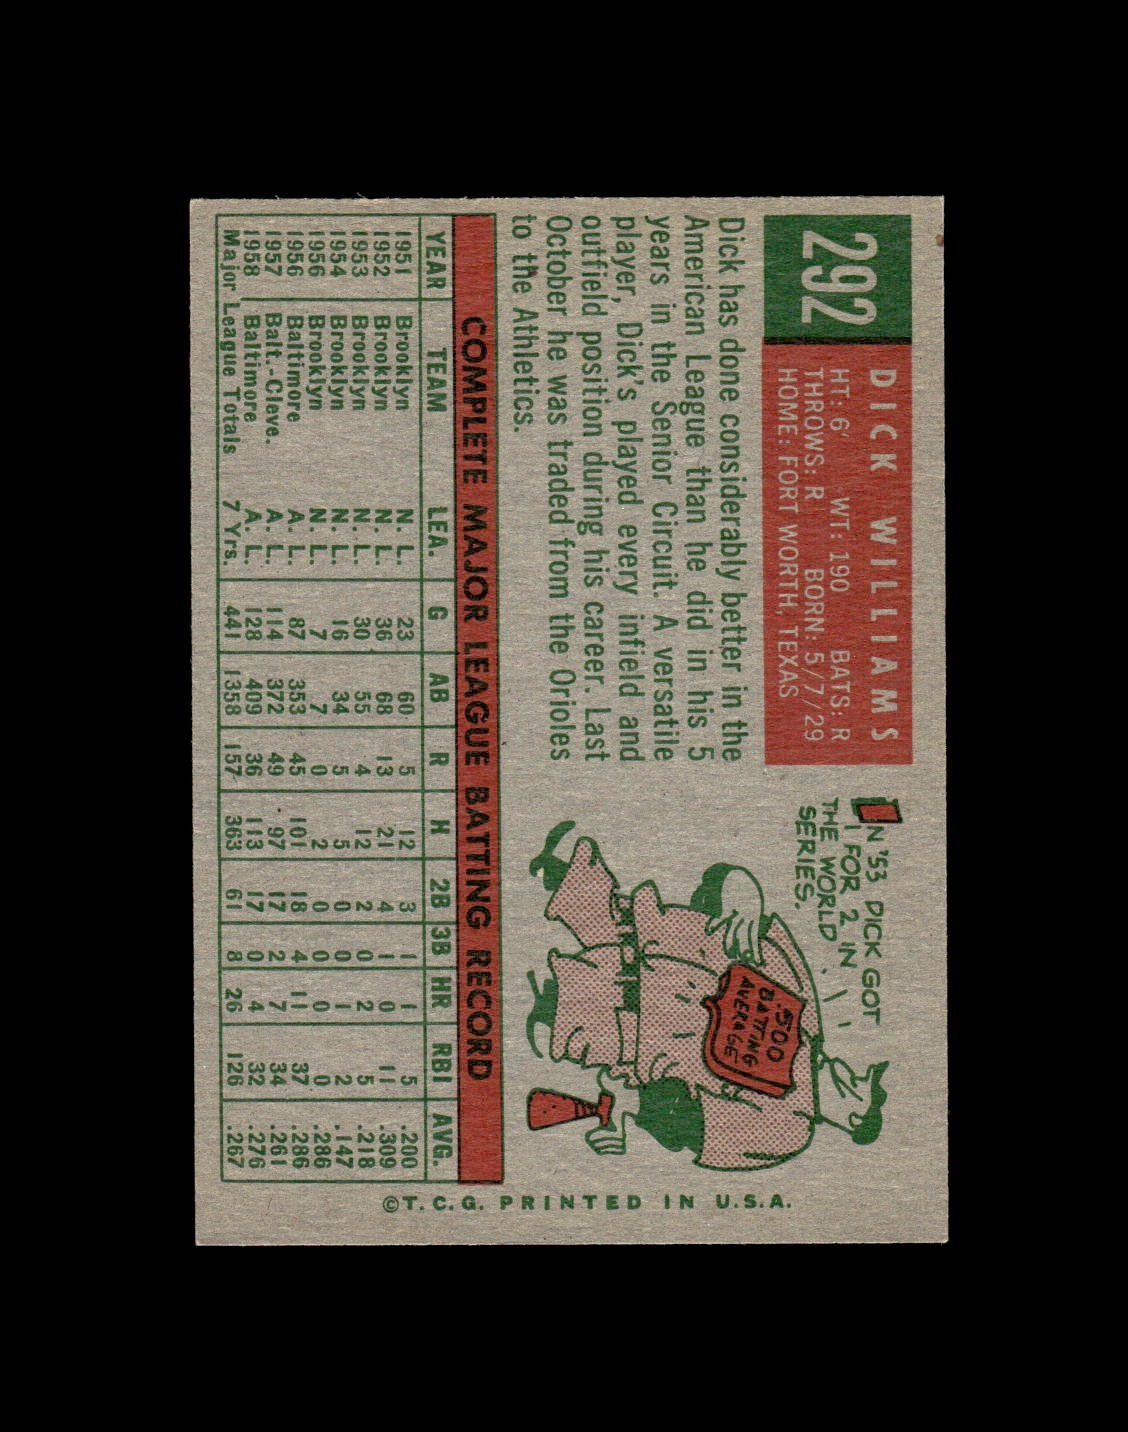 292
DICK WILLIAMS
HT: 6' WT: 190 BATS: R
THROWS: R BORN: 5/7/29
HOME: FORT WORTH, TEXAS
Dick has done considerably better in the
American League than he did in his 5
years in the Senior Circuit. A versatile
player, Dick's played every infield and
outfield position during his career. Last
October he was traded from the Orioles
to the Athletics.
IN '53 DICK GOT
1 FOR 2 IN
THE WORLD
SERIES.
.500
BATTING
AVERAGE
COMPLETE MAJOR LEAGUE BATTING RECORD
YEAR TEAM LEA. G AB R H 2B 3B HR RBI AVG.
1951 Brooklyn N. L. 23 60 5 12 3 1 1 5 .200
1952 Brooklyn N. L. 36 68 13 21 4 1 0 11 .309
1953 Brooklyn N. L. 30 55 4 12 2 0 2 5 .218
1954 Brooklyn N. L. 16 34 5 5 0 0 1 2 .147
1956 Brooklyn N. L. 7 7 0 2 0 0 0 0 .286
1956 Baltimore A. L. 87 353 45 101 18 4 11 37 .286
1957 Balt.-Cleve. A. L. 114 372 49 97 17 2 7 34 .261
1958 Baltimore A. L. 128 409 36 113 17 0 4 32 .276
Major League Totals 7 Yrs. 441 1358 157 363 61 8 26 126 .267
©T. C. G. PRINTED IN U.S.A.